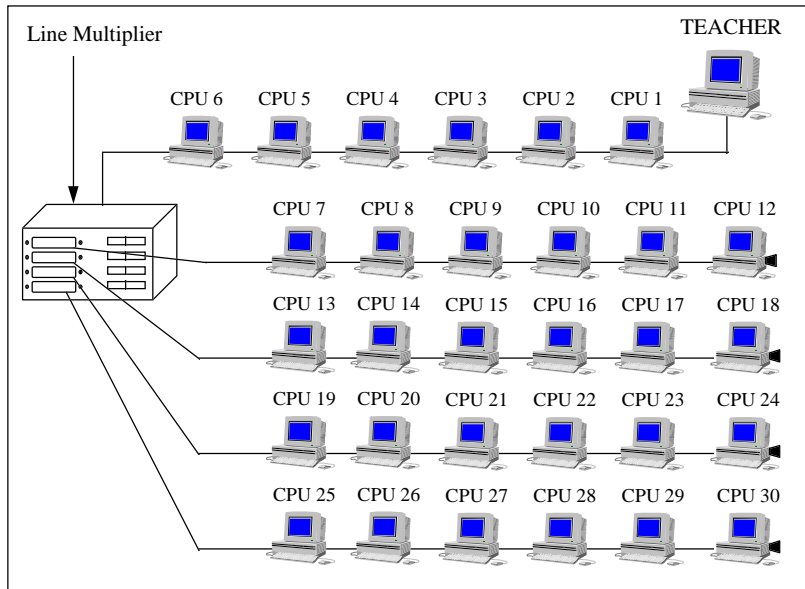 Line Multiplier
TEACHER
CPU 6 CPU 5 CPU 4 CPU 3 CPU 2 CPU 1
CPU 7 CPU 8 CPU 9 CPU 10 CPU 11 CPU 12
CPU 13 CPU 14 CPU 15 CPU 16 CPU 17 CPU 18
CPU 19 CPU 20 CPU 21 CPU 22 CPU 23 CPU 24
CPU 25 CPU 26 CPU 27 CPU 28 CPU 29 CPU 30